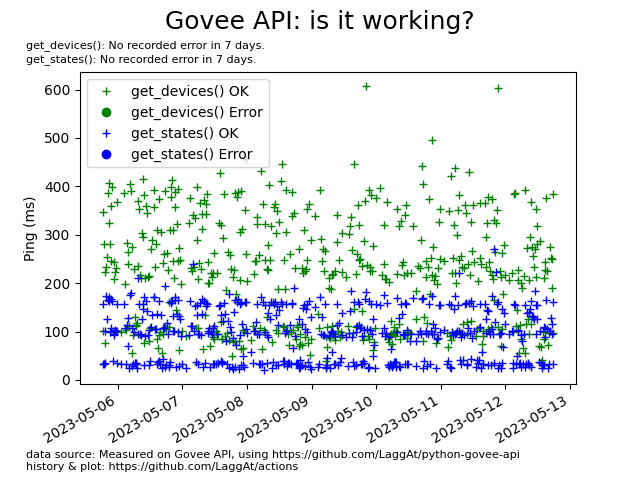 Govee API: is it working?
get_devices(): No recorded error in 7 days.
get_states(): No recorded error in 7 days.
get_devices() OK
get_devices() Error
get_states() OK
get_states() Error
Ping (ms)
600
500
400
300
200
100
0
2023-05-06
2023-05-07
2023-05-08
2023-05-09
2023-05-10
2023-05-11
2023-05-12
2023-05-13
data source: Measured on Govee API, using https://github.com/LaggAt/python-govee-api
history & plot: https://github.com/LaggAt/actions